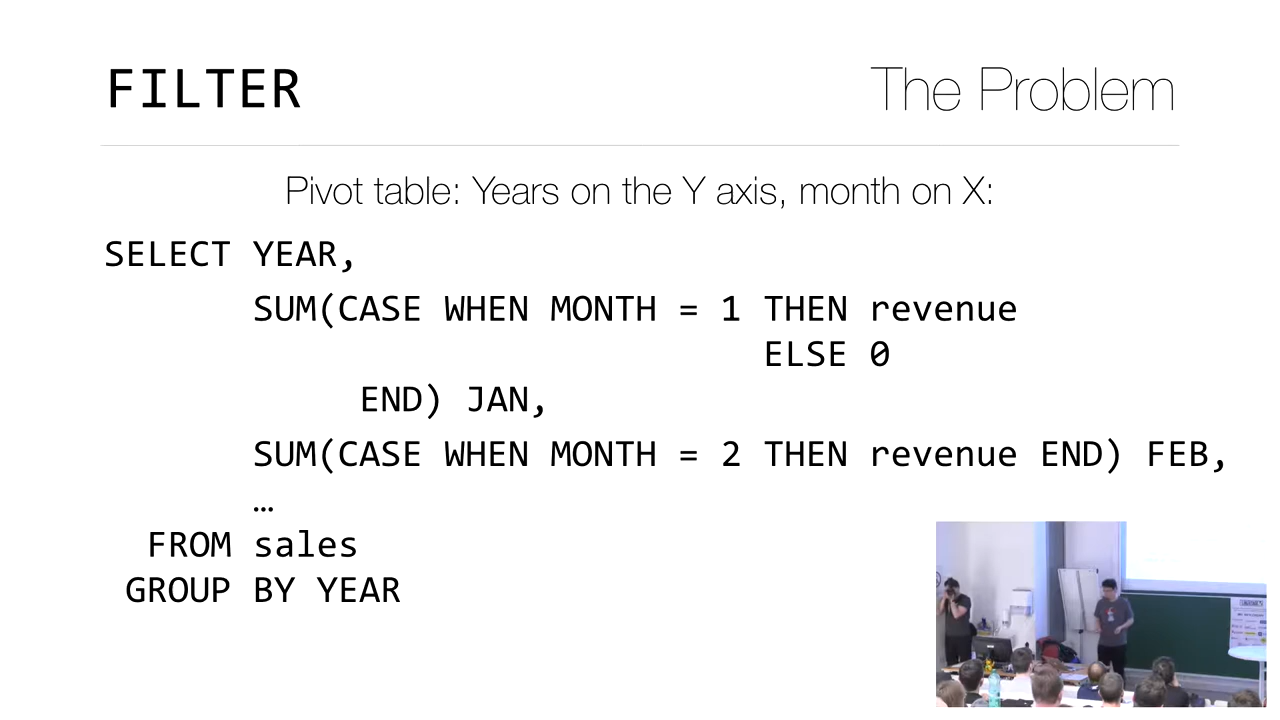 FILTER The Problem
Pivot table: Years on the Y axis, month on X:
SELECT YEAR,
SUM(CASE WHEN MONTH = 1 THEN revenue
ELSE 0
END) JAN,
SUM(CASE WHEN MONTH = 2 THEN revenue END) FEB,
…
FROM sales
GROUP BY YEAR